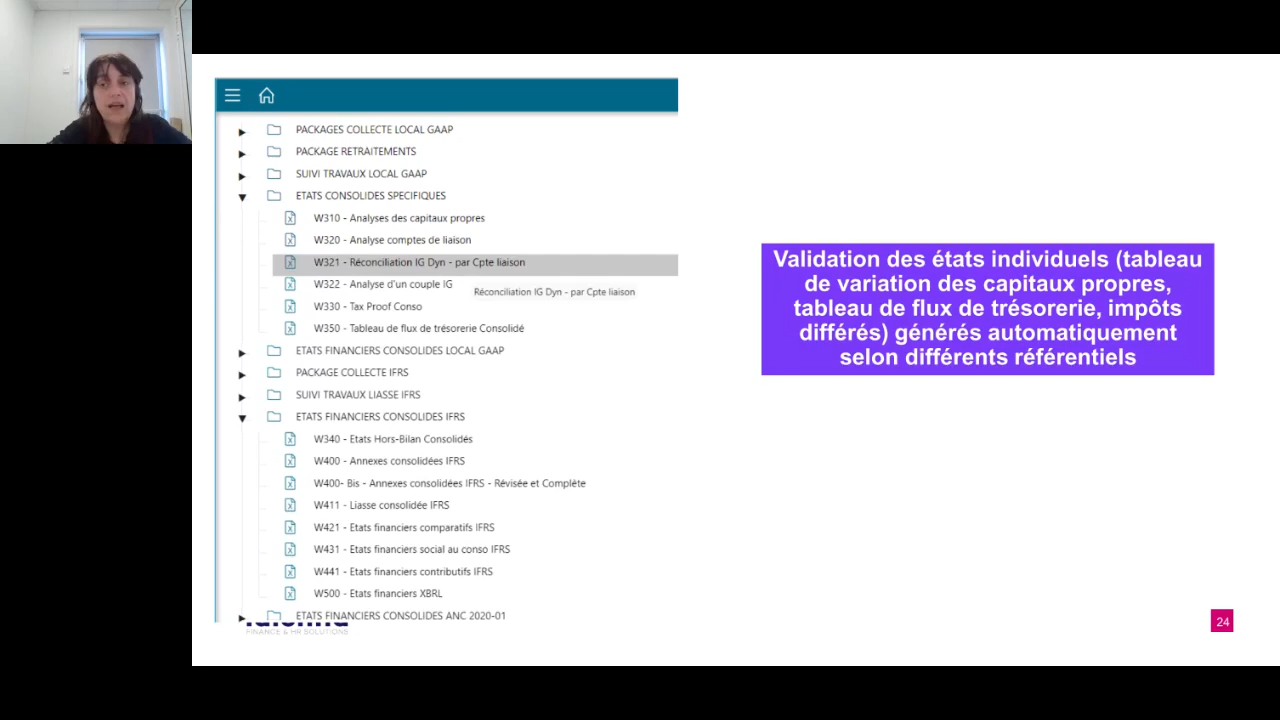 PACKAGES COLLECTE LOCAL GAAP
PACKAGE RETRAITEMENTS
SUIVI TRAVAUX LOCAL GAAP
ETATS CONSOLIDES SPECIFIQUES
W310 - Analyses des capitaux propres
W320 - Analyse comptes de liaison
W321 - Réconciliation IG Dyn - par Cpte liaison
W322 - Analyse d'un couple IG
Réconciliation IG Dyn - par Cpte liaison
W330 - Tax Proof Conso
W350 - Tableau de flux de trésorerie Consolidé
ETATS FINANCIERS CONSOLIDES LOCAL GAAP
PACKAGE COLLECTE IFRS
SUIVI TRAVAUX LIASSE IFRS
ETATS FINANCIERS CONSOLIDES IFRS
W340 - Etats Hors-Bilan Consolidés
W400 - Annexes consolidées IFRS
W400- Bis - Annexes consolidées IFRS - Révisée et Complète
W411 - Liasse consolidée IFRS
W421 - Etats financiers comparatifs IFRS
W431 - Etats financiers social au conso IFRS
W441 - Etats financiers contributifs IFRS
W500 - Etats financiers XBRL
ETATS FINANCIERS CONSOLIDES ANC 2020-01
FINANCE & HR SOLUTIONS
Validation des états individuels (tableau
de variation des capitaux propres,
tableau de flux de trésorerie, impôts
différés) générés automatiquement
selon différents référentiels
24